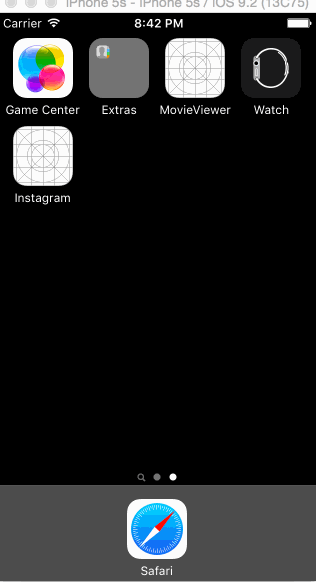 iPhone 5s - iPhone 5s / iOS 9.2 (13C75)
Carrier 8:42 PM
Game Center Extras MovieViewer Watch
Instagram
Safari